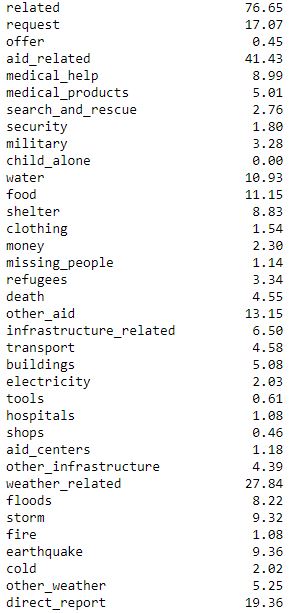 related 76.65
request 17.07
offer 0.45
aid_related 41.43
medical_help 8.99
medical_products 5.01
search_and_rescue 2.76
security 1.80
military 3.28
child_alone 0.00
water 10.93
food 11.15
shelter 8.83
clothing 1.54
money 2.30
missing_people 1.14
refugees 3.34
death 4.55
other_aid 13.15
infrastructure_related 6.50
transport 4.58
buildings 5.08
electricity 2.03
tools 0.61
hospitals 1.08
shops 0.46
aid_centers 1.18
other_infrastructure 4.39
weather_related 27.84
floods 8.22
storm 9.32
fire 1.08
earthquake 9.36
cold 2.02
other_weather 5.25
direct_report 19.36